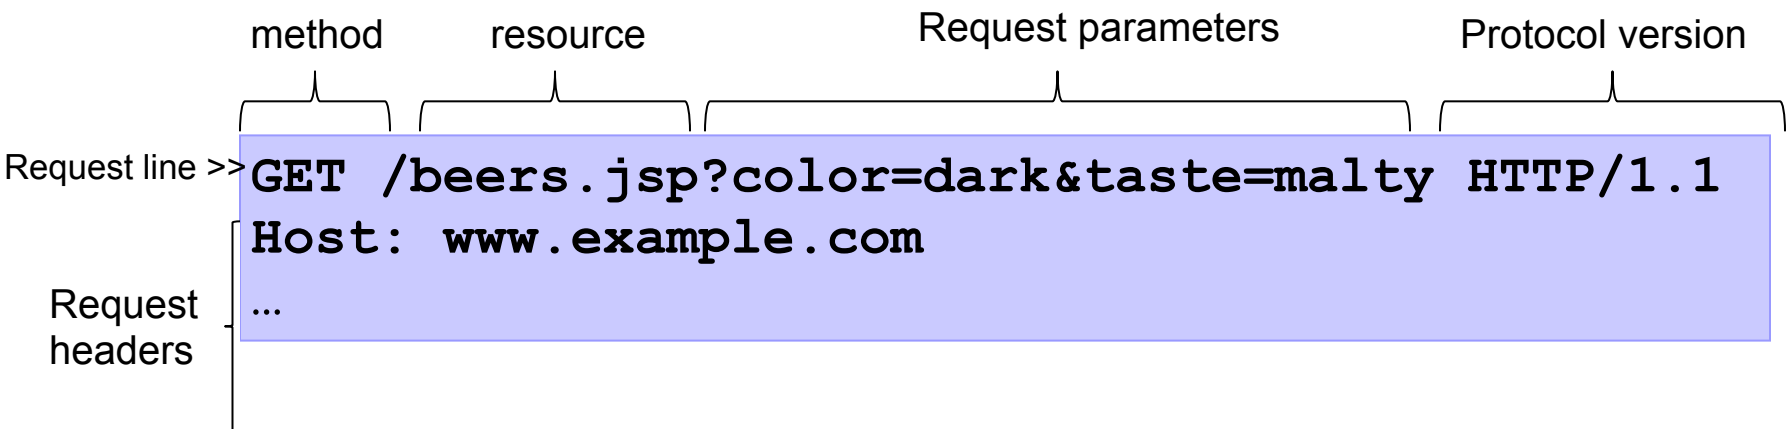 method resource Request parameters Protocol version
Request line >>GET /beers.jsp?color=dark&taste=malty HTTP/1.1
Host: www.example.com
Request
headers
...